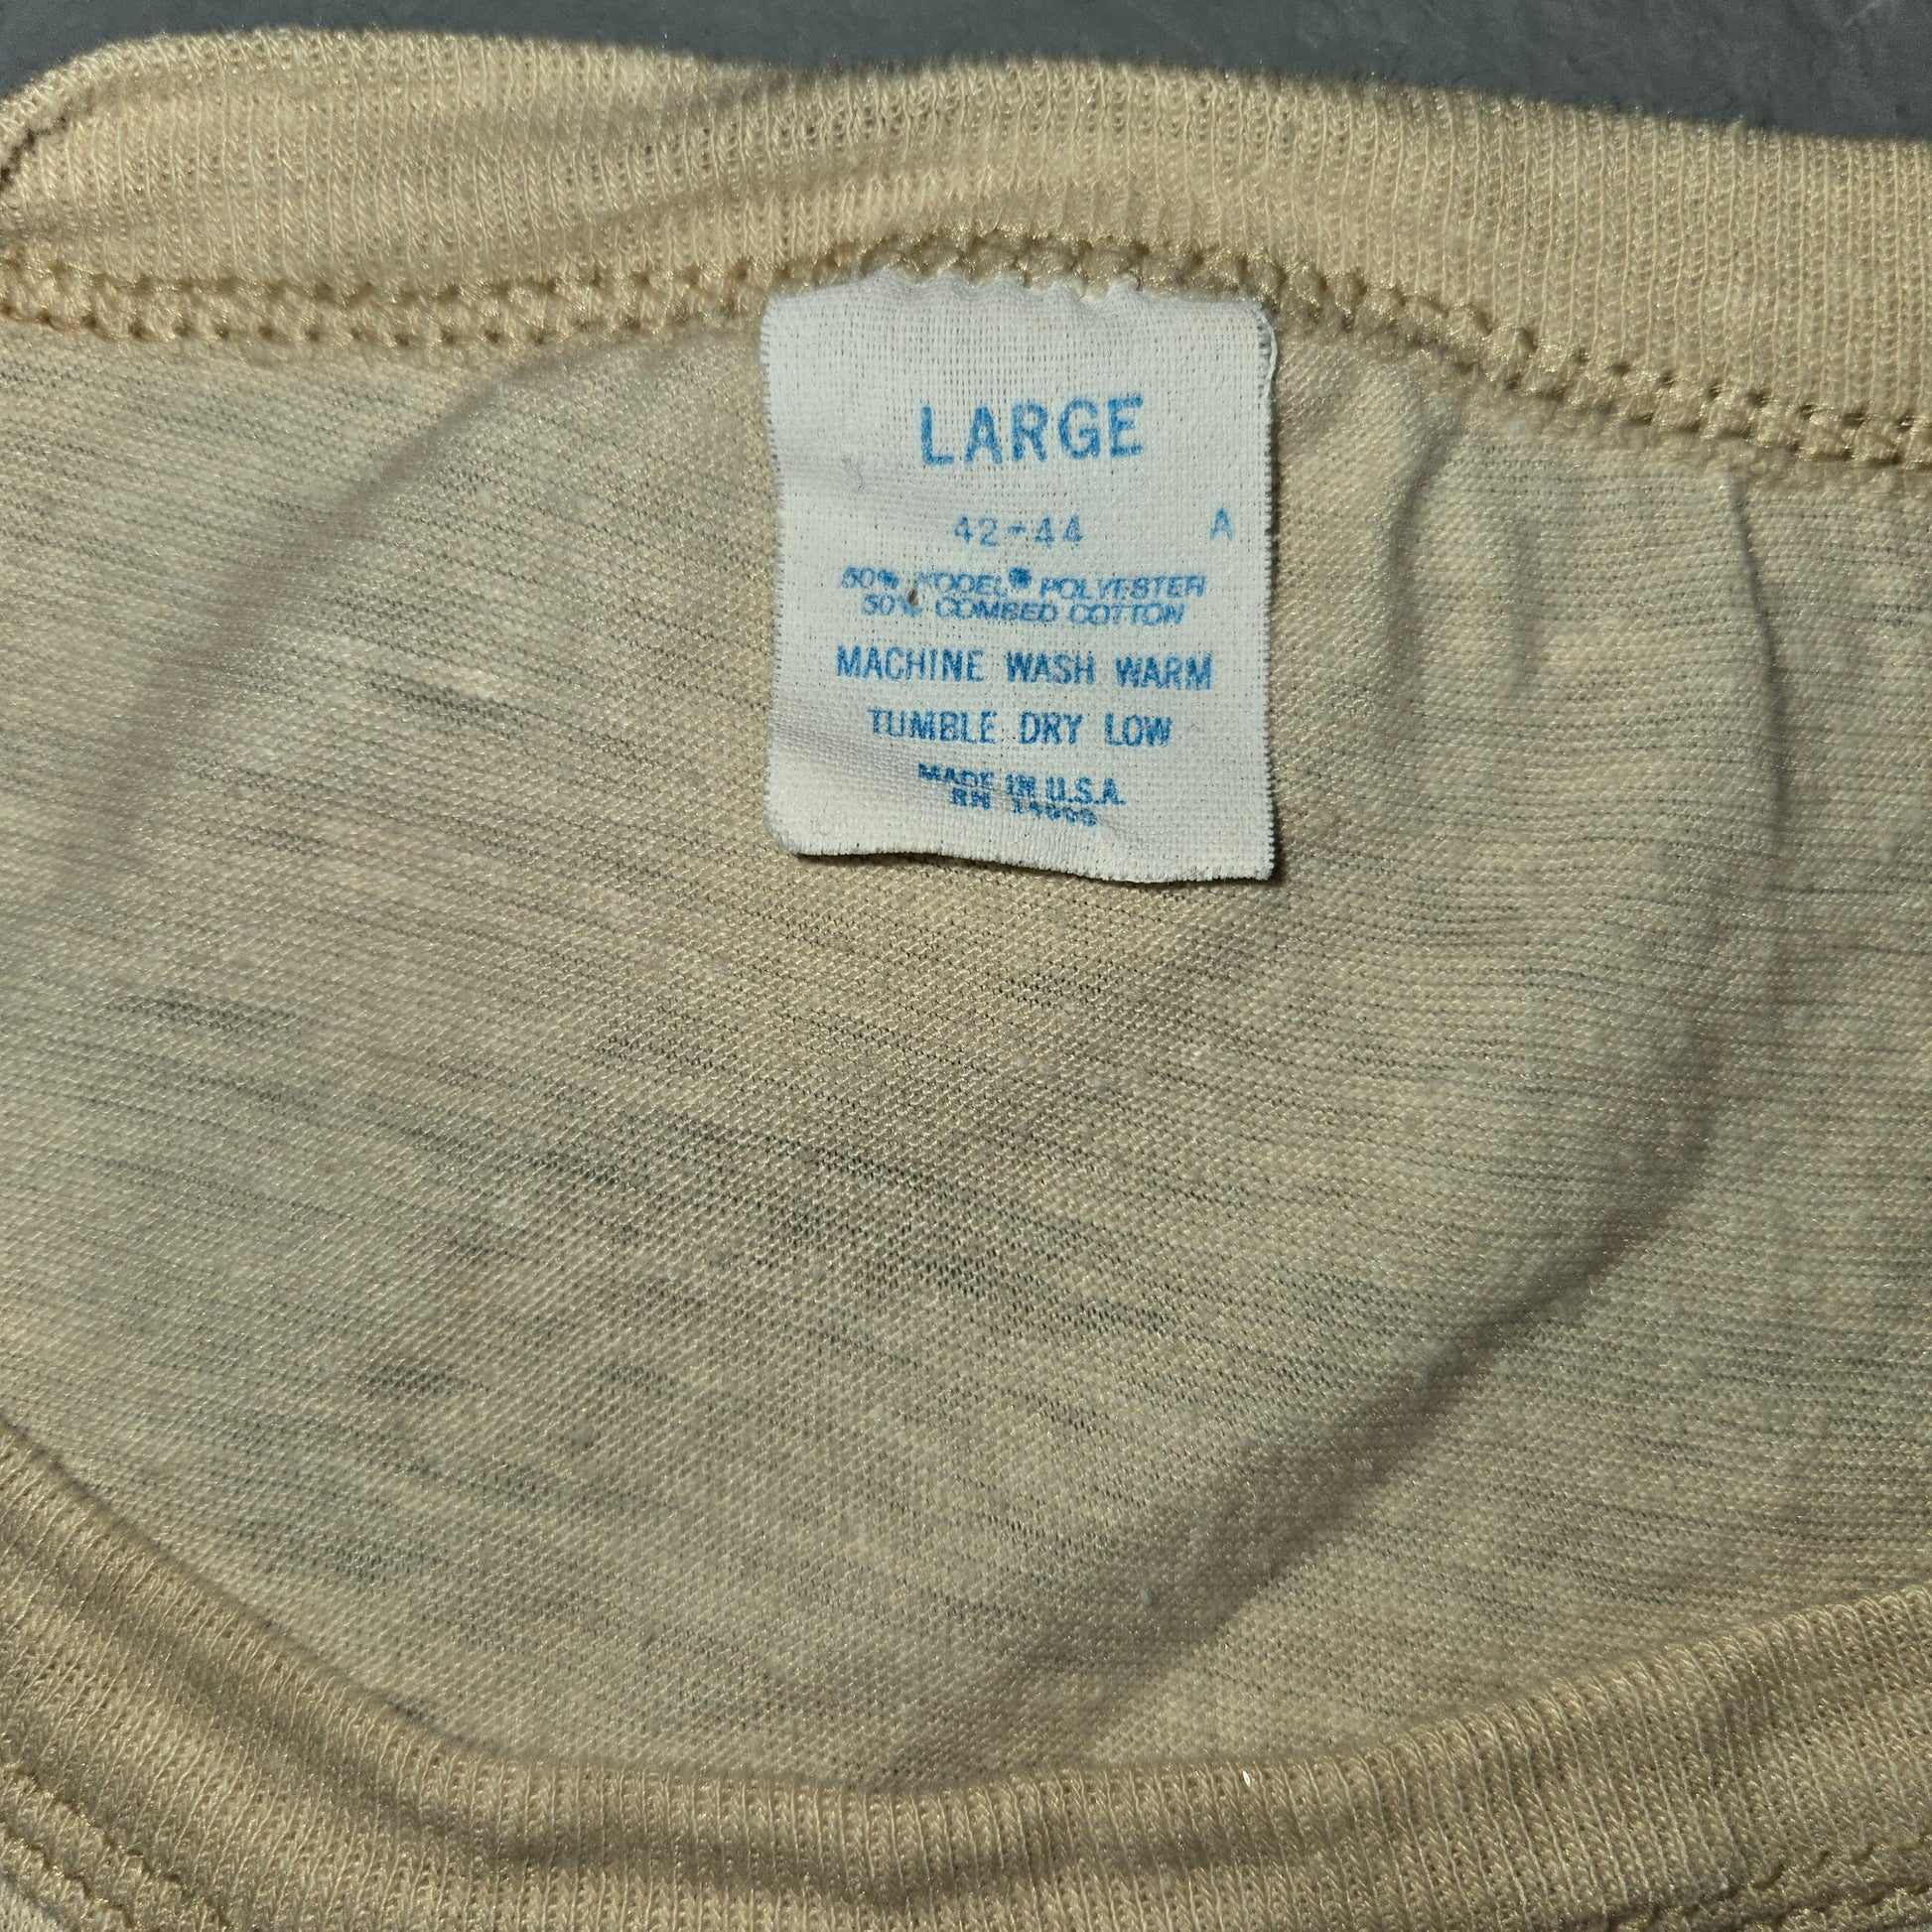 LARGE
42-44 A
50% KODEL® POLYESTER
50% COMBED COTTON
MACHINE WASH WARM
TUMBLE DRY LOW
MADE IN U.S.A.
RN